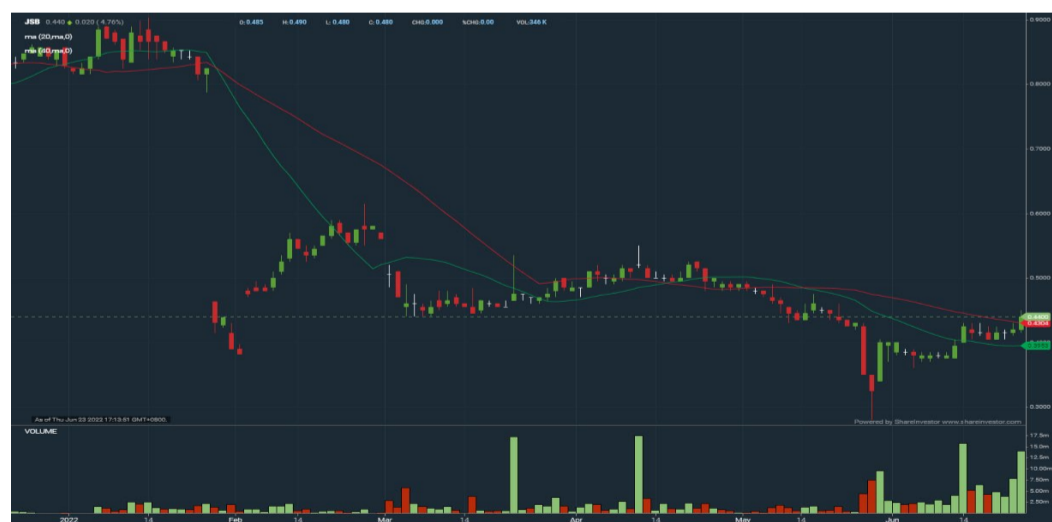 JSB 0.440 0.020 ( 4.76%) O: 0.485 H: 0.490 L: 0.480 C: 0.480 CHG:0.000 %CHG:0.00 VOL:346 K
ma (20,ma,0)
ma (40,ma,0)
0.9000
0.8000
0.7000
0.6000
0.5000
0.4400
0.4304
0.3000
As of Thu Jun 23 2022 17:13:51 GMT+0800.
Powered by ShareInvestor www.shareinvestor.com
VOLUME
17.5m
15.0m
12.5m
10.00m
7.50m
5.00m
2.50m
2022 14 Feb 14 Mar 14 Apr 14 May 14 Jun 14